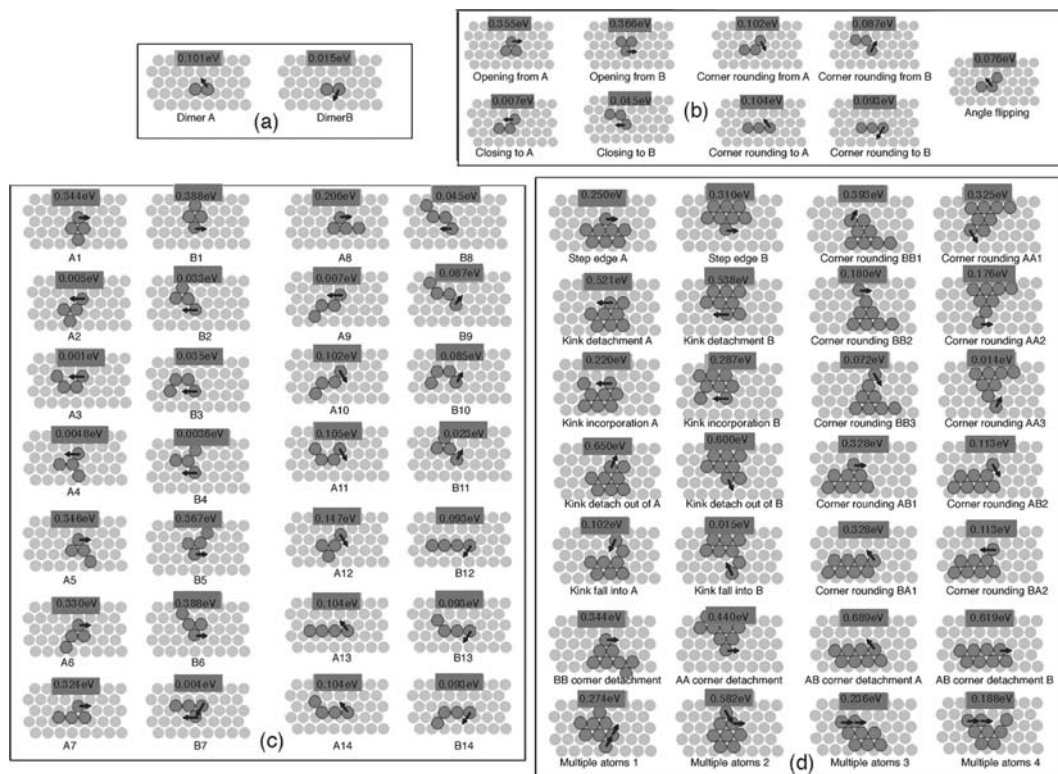 0.101eV 0.015eV
Dimer A DimerB
(a)
0.355eV 0.366eV 0.102eV 0.087eV
Opening from A Opening from B Corner rounding from A Corner rounding from B
0.076eV
Angle flipping
0.007eV 0.045eV 0.104eV 0.093eV
Closing to A Closing to B Corner rounding to A Corner rounding to B
(b)
0.344eV 0.388eV 0.206eV 0.045eV
A1 B1 A8 B8
0.005eV 0.033eV 0.007eV 0.087eV
A2 B2 A9 B9
0.001eV 0.035eV 0.102eV 0.085eV
A3 B3 A10 B10
0.0048eV 0.0036eV 0.105eV 0.023eV
A4 B4 A11 B11
0.346eV 0.367eV 0.147eV 0.093eV
A5 B5 A12 B12
0.330eV 0.388eV 0.104eV 0.093eV
A6 B6 A13 B13
0.324eV 0.004eV 0.104eV 0.093eV
A7 B7 A14 B14
(c)
0.250eV 0.310eV 0.393eV 0.325eV
Step edge A Step edge B Corner rounding BB1 Corner rounding AA1
0.521eV 0.538eV 0.180eV 0.176eV
Kink detachment A Kink detachment B Corner rounding BB2 Corner rounding AA2
0.220eV 0.287eV 0.072eV 0.014eV
Kink incorporation A Kink incorporation B Corner rounding BB3 Corner rounding AA3
0.650eV 0.600eV 0.328eV 0.113eV
Kink detach out of A Kink detach out of B Corner rounding AB1 Corner rounding AB2
0.102eV 0.015eV 0.328eV 0.113eV
Kink fall into A Kink fall into B Corner rounding BA1 Corner rounding BA2
0.344eV 0.440eV 0.689eV 0.619eV
BB corner detachment AA corner detachment AB corner detachment A AB corner detachment B
0.274eV 0.582eV 0.236eV 0.188eV
Multiple atoms 1 Multiple atoms 2 Multiple atoms 3 Multiple atoms 4
(d)